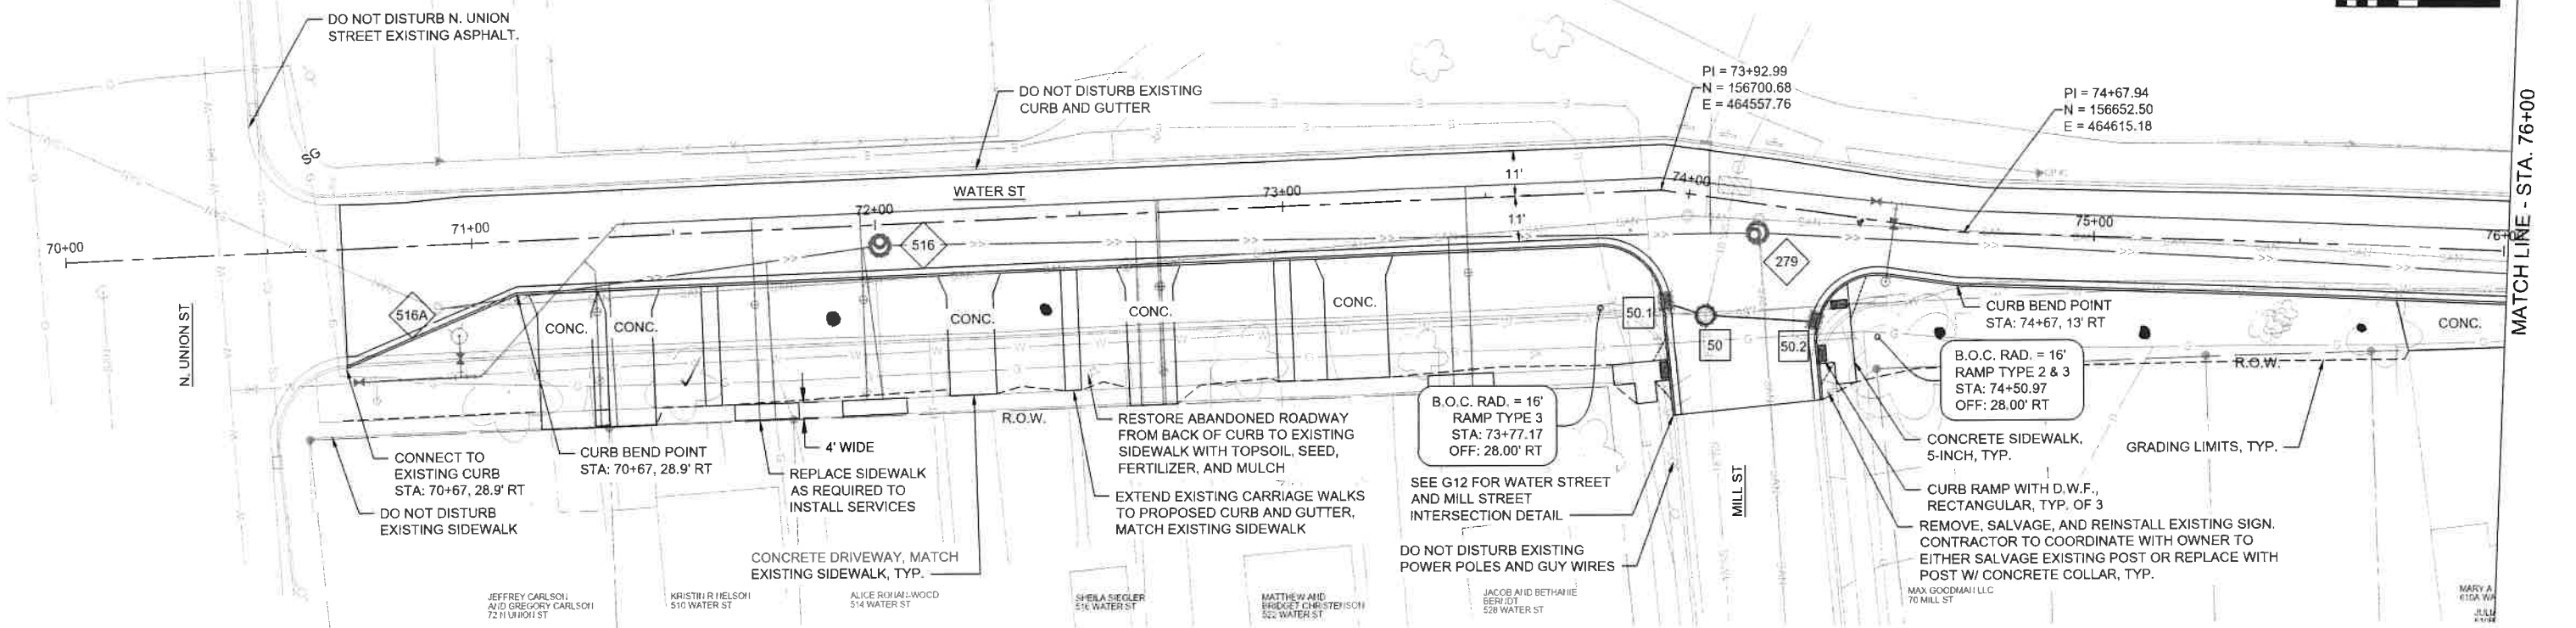 DO NOT DISTURB N. UNION
STREET EXISTING ASPHALT.
DO NOT DISTURB EXISTING
CURB AND GUTTER
PI = 73+92.99
N = 156700.68
E = 464557.76
PI = 74+67.94
N = 156652.50
E = 464615.18
MATCH LINE - STA. 76+00
SG
WATER ST
11'
11'
70+00
71+00
72+00
73+00
74+00
75+00
76+00
516
279
516A
N. UNION ST
CONC.
CONC.
CONC.
CONC.
CONC.
CONC.
50.1
50
50.2
CURB BEND POINT
STA: 74+67, 13' RT
B.O.C. RAD. = 16'
RAMP TYPE 2 & 3
STA: 74+50.97
OFF: 28.00' RT
R.O.W.
R.O.W.
B.O.C. RAD. = 16'
RAMP TYPE 3
STA: 73+77.17
OFF: 28.00' RT
CONNECT TO
EXISTING CURB
STA: 70+67, 28.9' RT
DO NOT DISTURB
EXISTING SIDEWALK
CURB BEND POINT
STA: 70+67, 28.9' RT
4' WIDE
REPLACE SIDEWALK
AS REQUIRED TO
INSTALL SERVICES
CONCRETE DRIVEWAY, MATCH
EXISTING SIDEWALK, TYP.
RESTORE ABANDONED ROADWAY
FROM BACK OF CURB TO EXISTING
SIDEWALK WITH TOPSOIL, SEED,
FERTILIZER, AND MULCH
EXTEND EXISTING CARRIAGE WALKS
TO PROPOSED CURB AND GUTTER,
MATCH EXISTING SIDEWALK
SEE G12 FOR WATER STREET
AND MILL STREET
INTERSECTION DETAIL
DO NOT DISTURB EXISTING
POWER POLES AND GUY WIRES
MILL ST
CONCRETE SIDEWALK,
5-INCH, TYP.
GRADING LIMITS, TYP.
CURB RAMP WITH D.W.F.,
RECTANGULAR, TYP. OF 3
REMOVE, SALVAGE, AND REINSTALL EXISTING SIGN.
CONTRACTOR TO COORDINATE WITH OWNER TO
EITHER SALVAGE EXISTING POST OR REPLACE WITH
POST W/ CONCRETE COLLAR, TYP.
JEFFREY CARLSON
AND GREGORY CARLSON
72 N UNION ST
KRISTIN R NELSON
510 WATER ST
514 WATER ST
SHEILA SIEGLER
516 WATER ST
MATTHEW AND
BRIDGET CHRISTENSON
522 WATER ST
JACOB AND BETHANIE
BERNDT
528 WATER ST
MAX GOODMAN LLC
70 MILL ST
MARY A
610A WA